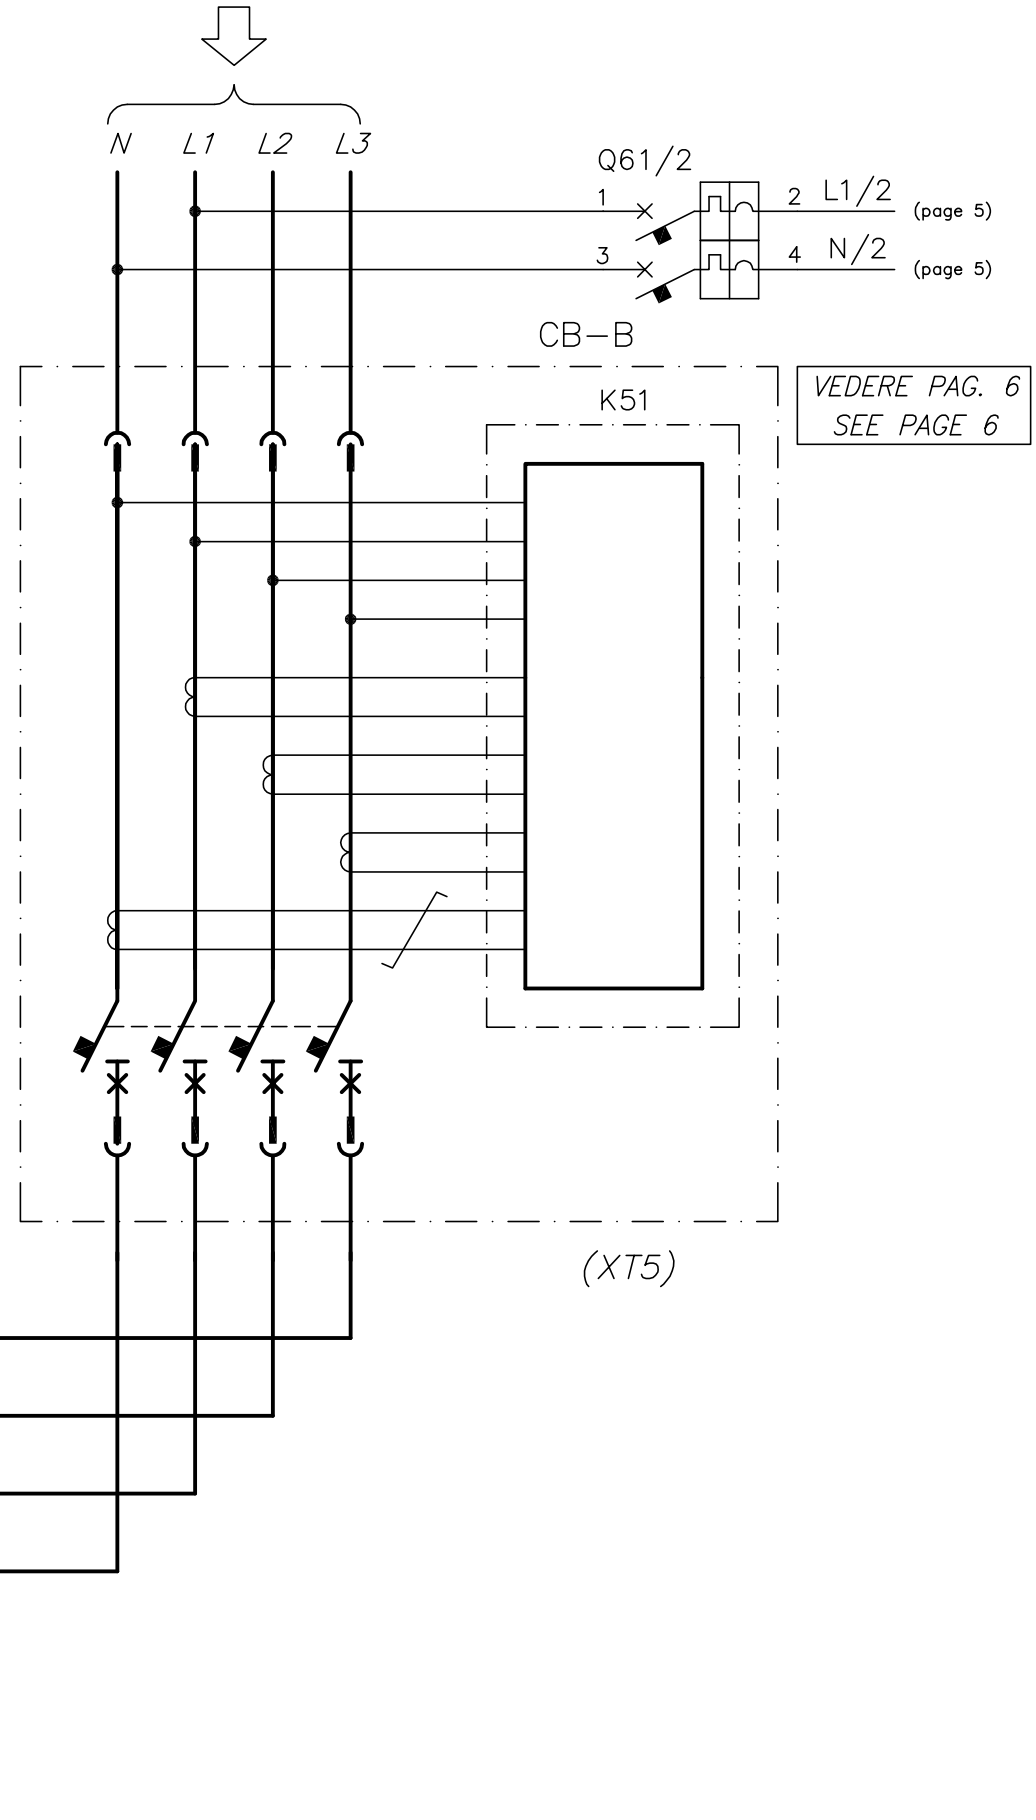 N L1 L2 L3
Q61/2
1 2 L1/2 (page 5)
3 4 N/2 (page 5)
CB-B
VEDERE PAG. 6
SEE PAGE 6
K51
(XT5)